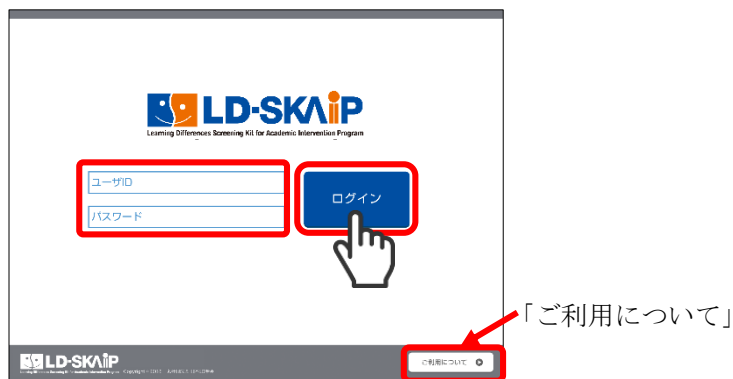 LD-SKAiP
Learning Differences Screening Kit for Academic Intervention Program
ユーザID
パスワード
ログイン
「ご利用について」
LD-SKAiP
ご利用について